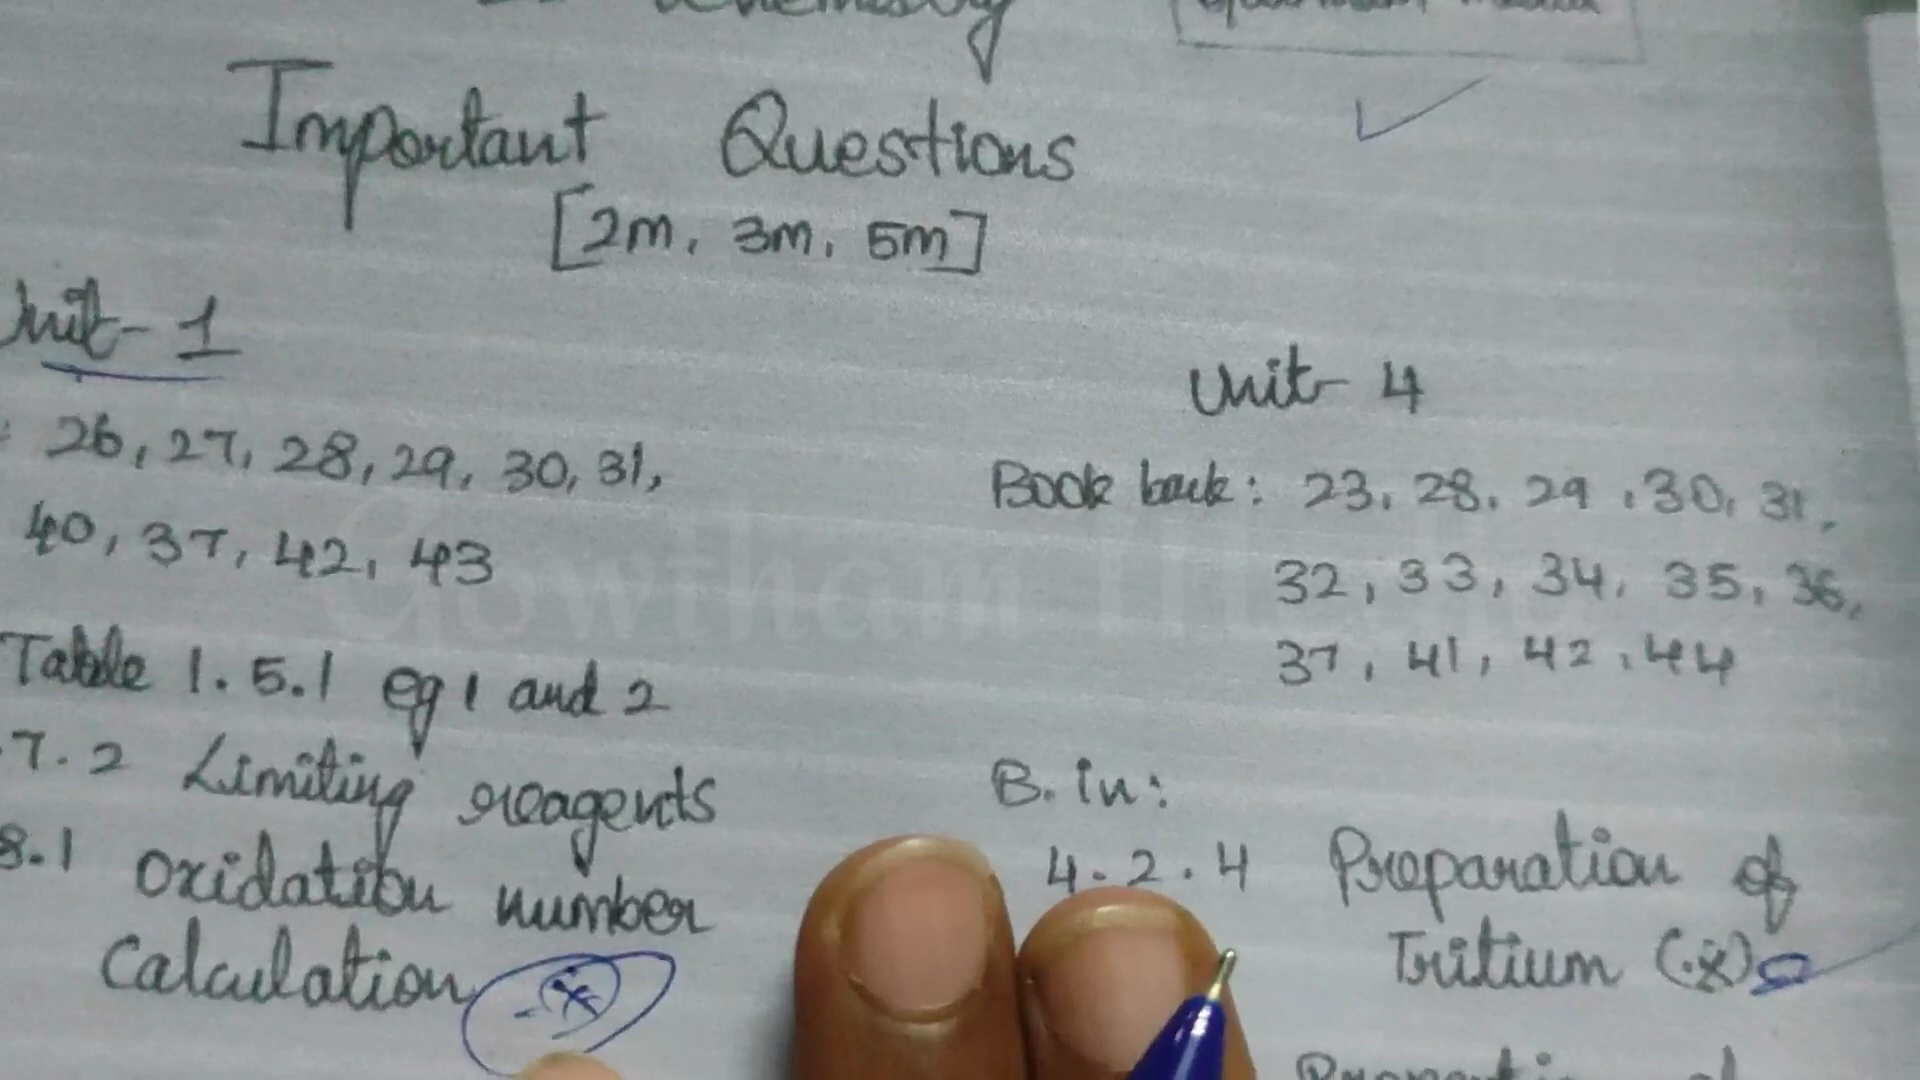 Chemistry
Important Questions
[2m, 3m, 5m]
Unit- 1
: 26, 27, 28, 29, 30, 31,
40, 37, 42, 43
Table 1.5.1 eg 1 and 2
.7.2 Limiting reagents
8.1 Oxidation number
Calculation
Unit- 4
Book back: 23, 28, 29, 30, 31,
32, 33, 34, 35, 36,
37, 41, 42, 44
B. in:
4.2.4 Preparation of
Tritium (.x)
Gowtham